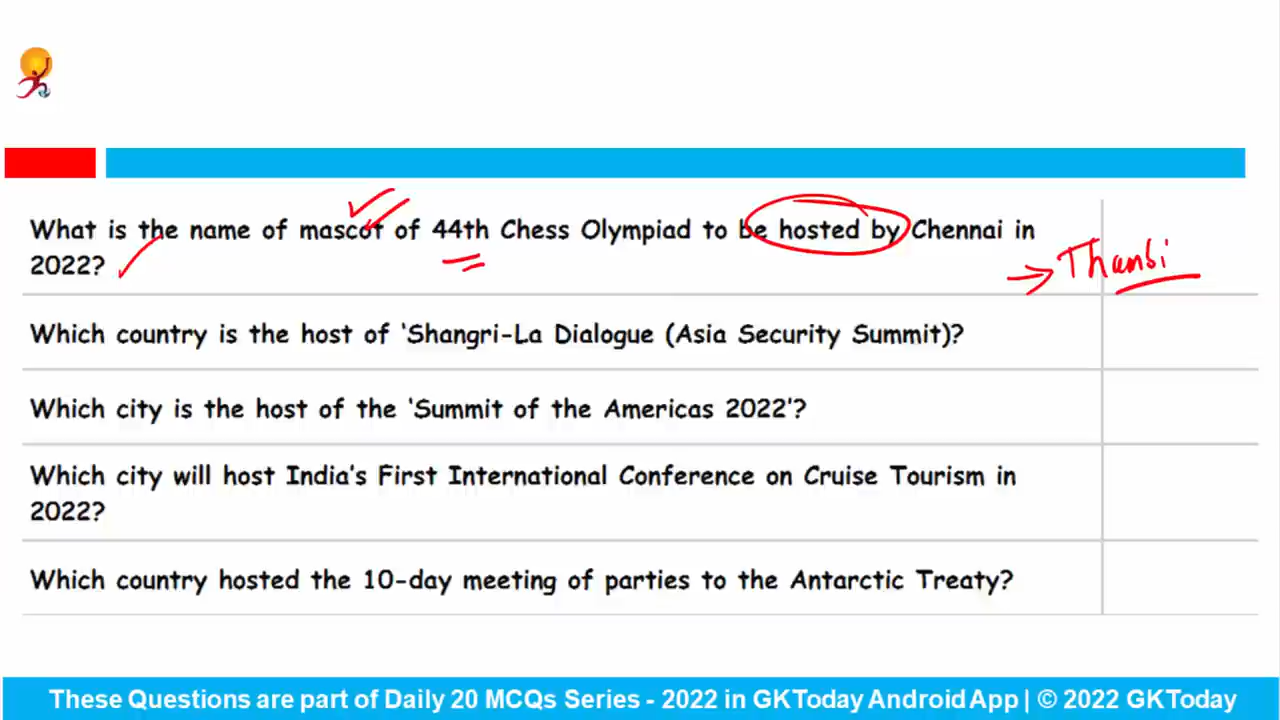 What is the name of mascot of 44th Chess Olympiad to be hosted by Chennai in
2022?
→ Thambi
Which country is the host of ‘Shangri-La Dialogue (Asia Security Summit)?
Which city is the host of the ‘Summit of the Americas 2022’?
Which city will host India’s First International Conference on Cruise Tourism in
2022?
Which country hosted the 10-day meeting of parties to the Antarctic Treaty?
These Questions are part of Daily 20 MCQs Series - 2022 in GKToday Android App | © 2022 GKToday